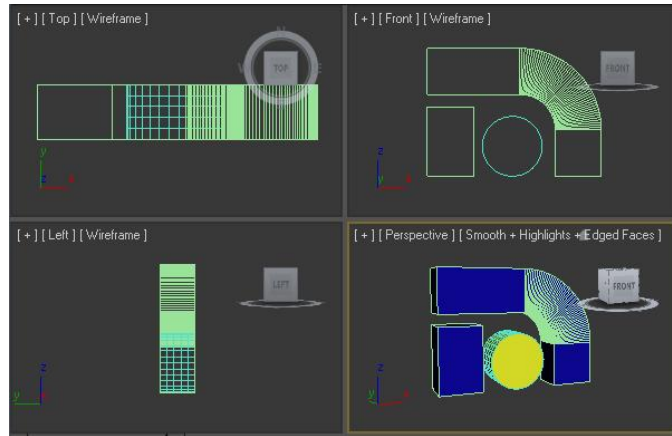 [ + ] [ Top ] [ Wireframe ]
TOP
y
x
[ + ] [ Front ] [ Wireframe ]
FRONT
z
x
[ + ] [ Left ] [ Wireframe ]
LEFT
z
y
[ + ] [ Perspective ] [ Smooth + Highlights + Edged Faces ]
FRONT
z
y
x